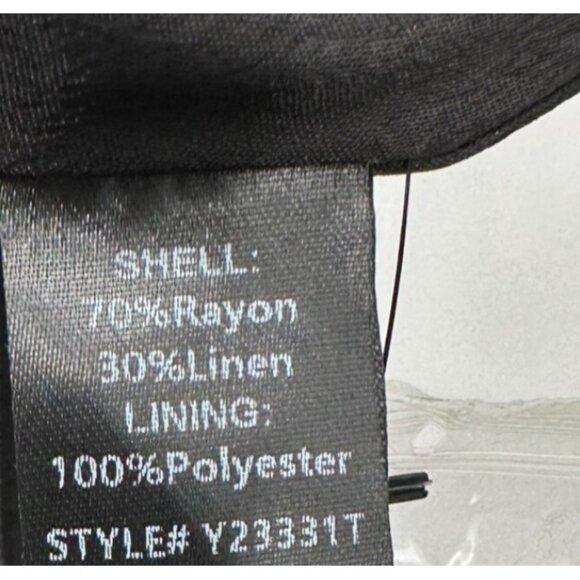 SHELL:
70%Rayon
30%Linen
LINING:
100%Polyester
STYLE# Y23331T